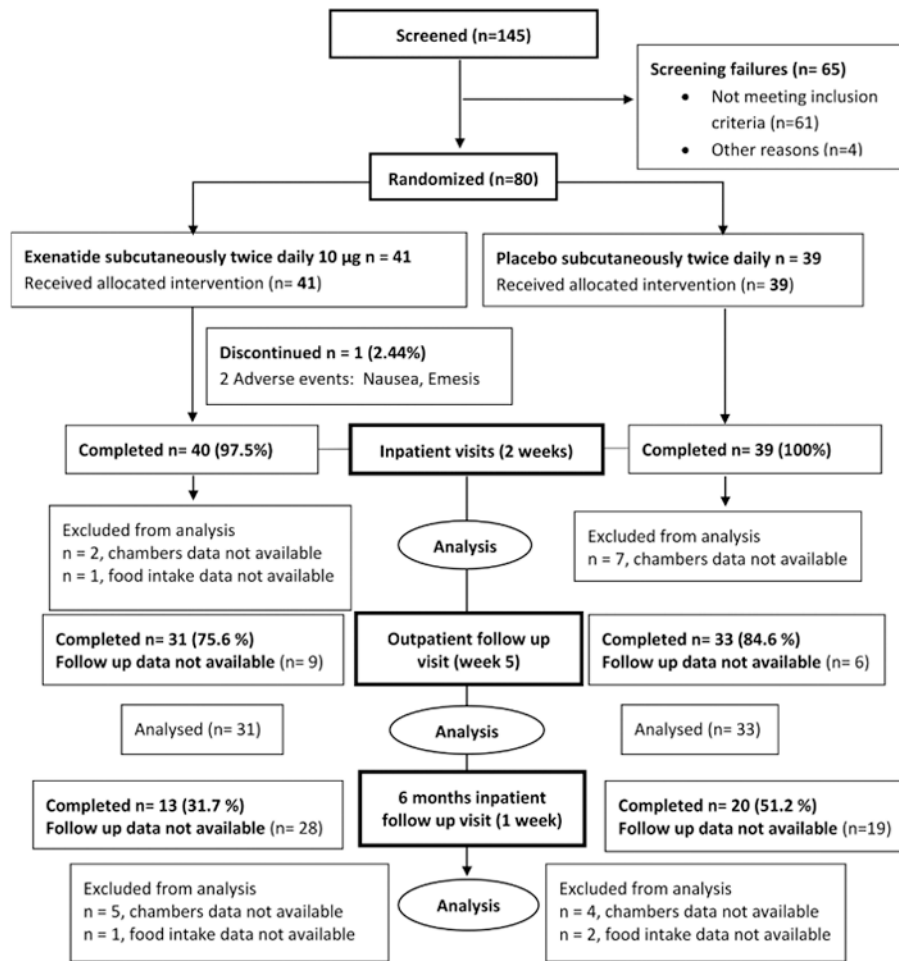 Screened (n=145)
Screening failures (n= 65)
• Not meeting inclusion
criteria (n=61)
• Other reasons (n=4)
Randomized (n=80)
Exenatide subcutaneously twice daily 10 µg n = 41
Received allocated intervention (n= 41)
Placebo subcutaneously twice daily n = 39
Received allocated intervention (n= 39)
Discontinued n = 1 (2.44%)
2 Adverse events: Nausea, Emesis
Completed n= 40 (97.5%)
Inpatient visits (2 weeks)
Completed n= 39 (100%)
Excluded from analysis
n = 2, chambers data not available
n = 1, food intake data not available
Analysis
Excluded from analysis
n = 7, chambers data not available
Completed n= 31 (75.6 %)
Follow up data not available (n= 9)
Outpatient follow up
visit (week 5)
Completed n= 33 (84.6 %)
Follow up data not available (n= 6)
Analysed (n= 31)
Analysis
Analysed (n= 33)
Completed n= 13 (31.7 %)
Follow up data not available (n= 28)
6 months inpatient
follow up visit (1 week)
Completed n= 20 (51.2 %)
Follow up data not available (n=19)
Excluded from analysis
n = 5, chambers data not available
n = 1, food intake data not available
Analysis
Excluded from analysis
n = 4, chambers data not available
n = 2, food intake data not available